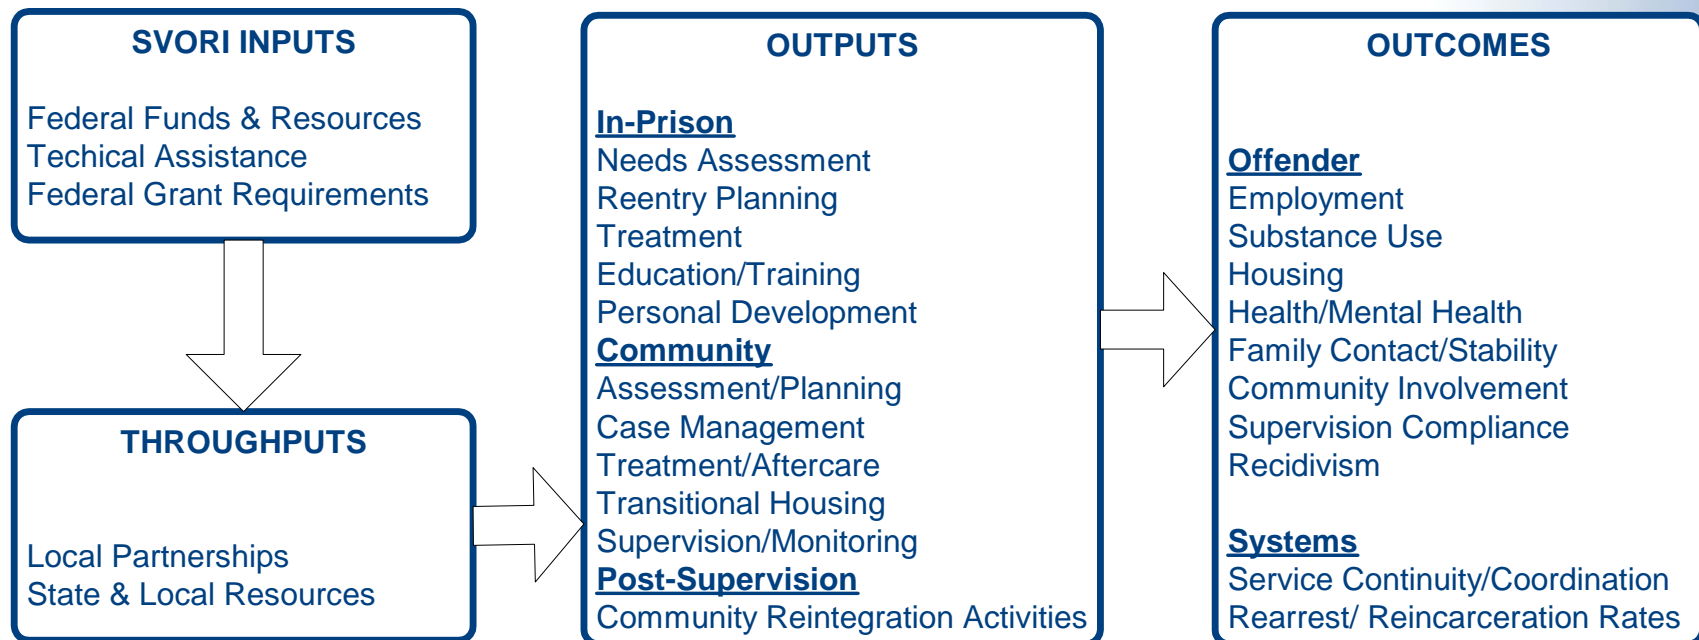 SVORI INPUTS
Federal Funds & Resources
Techical Assistance
Federal Grant Requirements
THROUGHPUTS
Local Partnerships
State & Local Resources
OUTPUTS
In-Prison
Needs Assessment
Reentry Planning
Treatment
Education/Training
Personal Development
Community
Assessment/Planning
Case Management
Treatment/Aftercare
Transitional Housing
Supervision/Monitoring
Post-Supervision
Community Reintegration Activities
OUTCOMES
Offender
Employment
Substance Use
Housing
Health/Mental Health
Family Contact/Stability
Community Involvement
Supervision Compliance
Recidivism
Systems
Service Continuity/Coordination
Rearrest/ Reincarceration Rates